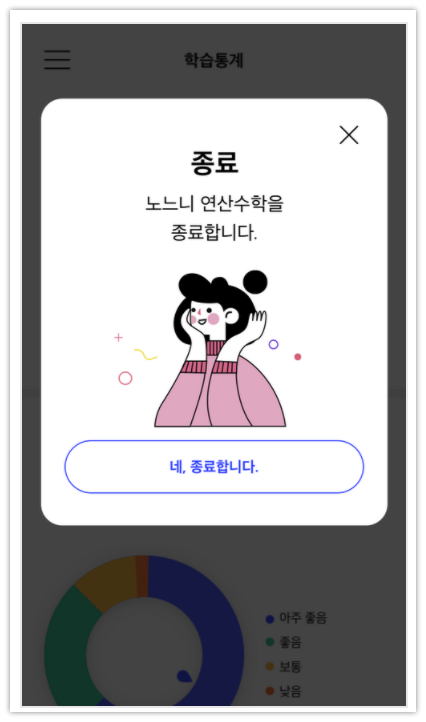 학습통계
종료
노느니 연산수학을
종료합니다.
네, 종료합니다.
아주 좋음
좋음
보통
낮음